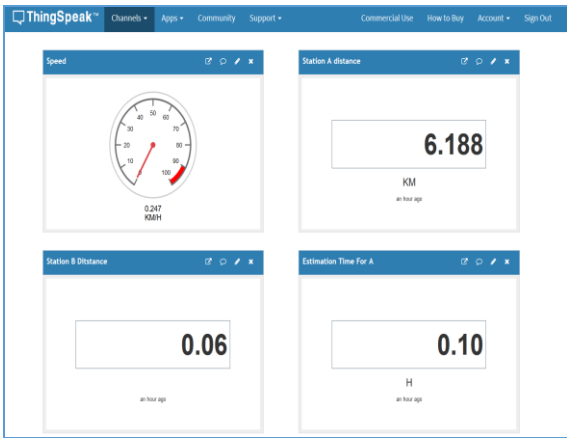 ThingSpeak™ Channels Apps Community Support Commercial Use How to Buy Account Sign Out
Speed
0 10 20 30 40 50 60 70 80 90 100
0.247
KM/H
Station A distance
6.188
KM
an hour ago
Station B Ditstance
0.06
an hour ago
Estimation Time For A
0.10
H
an hour ago